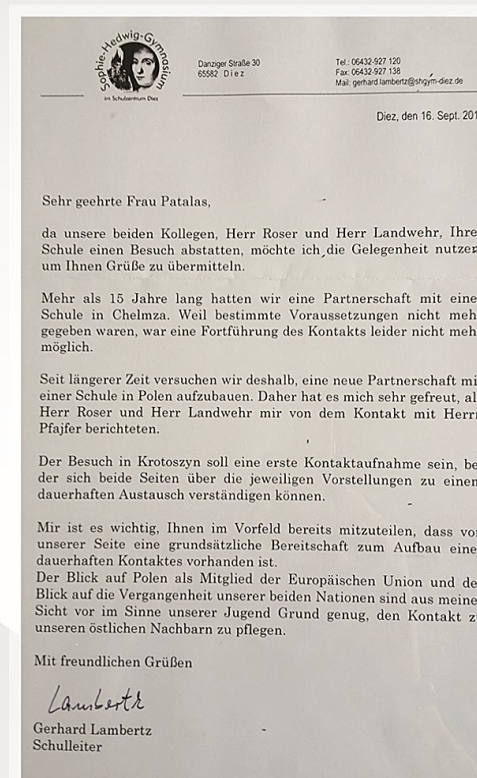 Sophie-Hedwig-Gymnasium
im Schulzentrum Diez
Danziger Straße 30
65582 Diez
Tel.: 06432-927 120
Fax: 06432-927 138
Mail: gerhard.lambertz@shgym-diez.de
Diez, den 16. Sept. 201
Sehr geehrte Frau Patalas,
da unsere beiden Kollegen, Herr Roser und Herr Landwehr, Ihre
Schule einen Besuch abstatten, möchte ich die Gelegenheit nutzen
um Ihnen Grüße zu übermitteln.
Mehr als 15 Jahre lang hatten wir eine Partnerschaft mit eine
Schule in Chelmza. Weil bestimmte Voraussetzungen nicht meh
gegeben waren, war eine Fortführung des Kontakts leider nicht meh
möglich.
Seit längerer Zeit versuchen wir deshalb, eine neue Partnerschaft mi
einer Schule in Polen aufzubauen. Daher hat es mich sehr gefreut, al
Herr Roser und Herr Landwehr mir von dem Kontakt mit Herr
Pfajfer berichteten.
Der Besuch in Krotoszyn soll eine erste Kontaktaufnahme sein, be
der sich beide Seiten über die jeweiligen Vorstellungen zu einen
dauerhaften Austausch verständigen können.
Mir ist es wichtig, Ihnen im Vorfeld bereits mitzuteilen, dass vo
unserer Seite eine grundsätzliche Bereitschaft zum Aufbau eine
dauerhaften Kontaktes vorhanden ist.
Der Blick auf Polen als Mitglied der Europäischen Union und de
Blick auf die Vergangenheit unserer beiden Nationen sind aus meine
Sicht vor im Sinne unserer Jugend Grund genug, den Kontakt z
unseren östlichen Nachbarn zu pflegen.
Mit freundlichen Grüßen
Lambertz
Gerhard Lambertz
Schulleiter